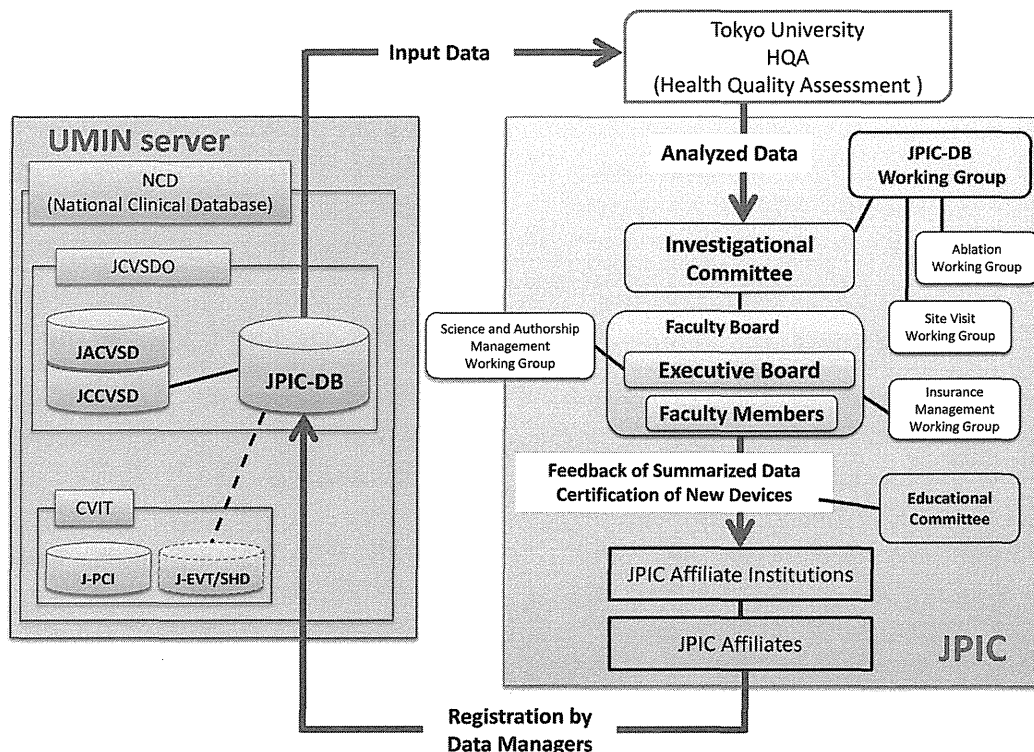 Input Data
Tokyo University
HQA
(Health Quality Assessment )
UMIN server
NCD
(National Clinical Database)
JCVSDO
JACVSD
JCCVSD
JPIC-DB
CVIT
J-PCI
J-EVT/SHD
Analyzed Data
JPIC-DB
Working Group
Investigational
Committee
Ablation
Working Group
Site Visit
Working Group
Science and Authorship
Management
Working Group
Faculty Board
Executive Board
Faculty Members
Insurance
Management
Working Group
Feedback of Summarized Data
Certification of New Devices
Educational
Committee
JPIC Affiliate Institutions
JPIC Affiliates
JPIC
Registration by
Data Managers